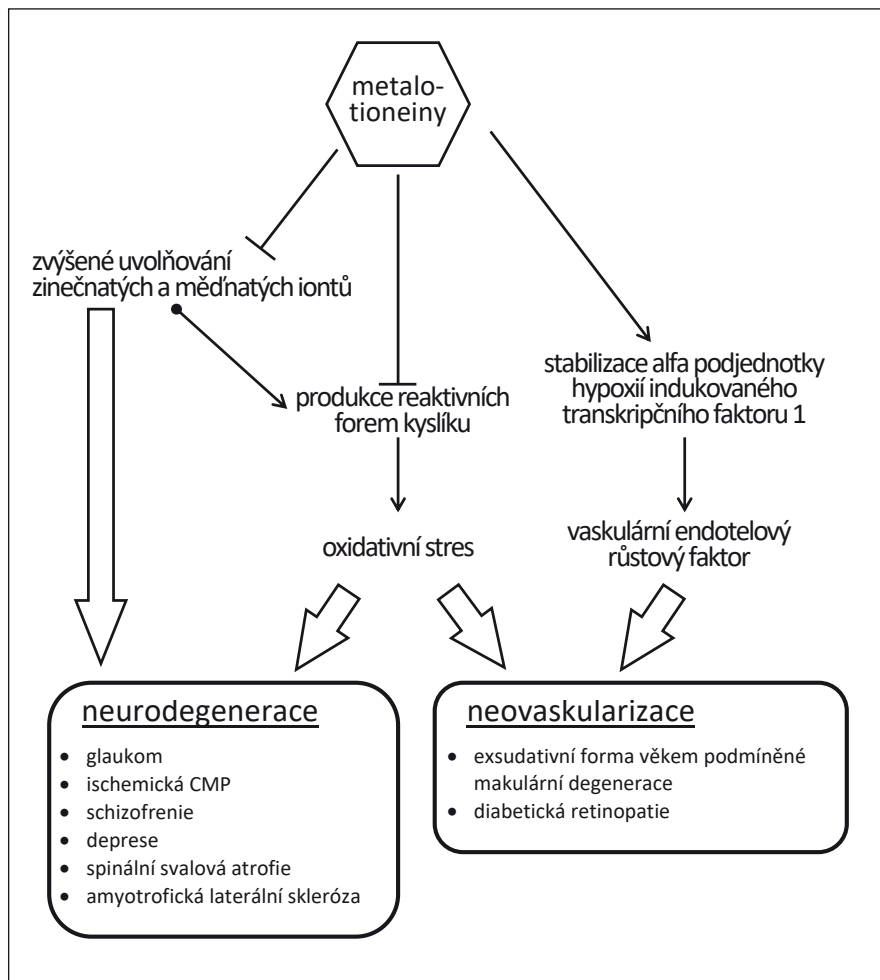 metalo-
tioneiny
zvýšené uvolňování
zinečnatých a měďnatých iontů
produkce reaktivních
forem kyslíku
stabilizace alfa podjednotky
hypoxií indukovaného
transkripčního faktoru 1
oxidativní stres
vaskulární endotelový
růstový faktor
neurodegenerace
• glaukom
• ischemická CMP
• schizofrenie
• deprese
• spinální svalová atrofie
• amyotrofická laterální skleróza
neovaskularizace
• exsudativní forma věkem podmíněné
makulární degenerace
• diabetická retinopatie